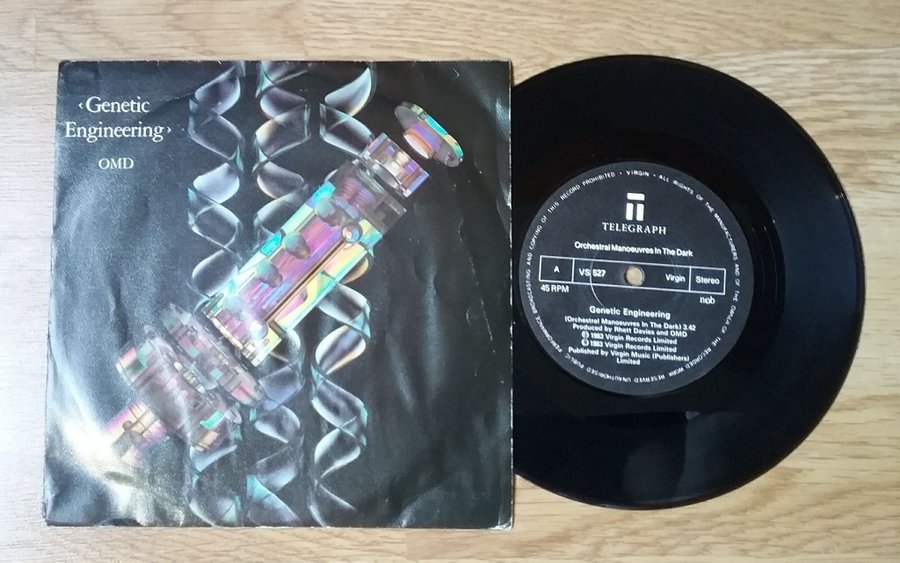 ‹ Genetic
Engineering ›
OMD
TELEGRAPH
Orchestral Manoeuvres In The Dark
A VS 527 Virgin Stereo
45 RPM
ncb
Genetic Engineering
(Orchestral Manoeuvres In The Dark) 3.42
Produced by Rhett Davies and OMD
Ⓟ 1983 Virgin Records Limited
© 1983 Virgin Records Limited
Published by Virgin Music (Publishers)
Limited
VIRGIN • ALL RIGHTS OF THE MANUFACTURERS AND OF THE OWNER OF THE RECORDED WORK RESERVED UNAUTHORISED PUBLIC PERFORMANCE BROADCASTING AND COPYING OF THIS RECORD PROHIBITED •